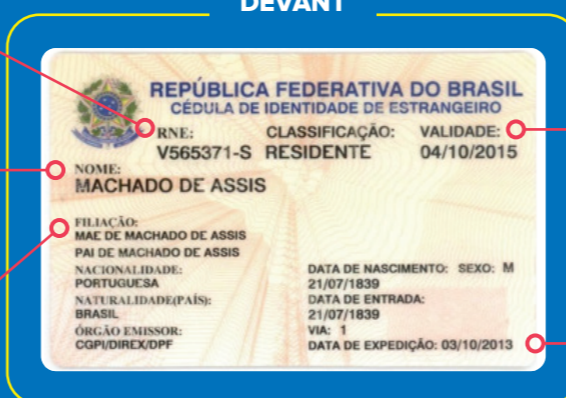 DEVANT
REPÚBLICA FEDERATIVA DO BRASIL
CÉDULA DE IDENTIDADE DE ESTRANGEIRO
RNE: CLASSIFICAÇÃO: VALIDADE:
V565371-S RESIDENTE 04/10/2015
NOME:
MACHADO DE ASSIS
FILIAÇÃO:
MAE DE MACHADO DE ASSIS
PAI DE MACHADO DE ASSIS
NACIONALIDADE:
PORTUGUESA
NATURALIDADE(PAÍS):
BRASIL
ÓRGÃO EMISSOR:
CGPI/DIREX/DPF
DATA DE NASCIMENTO: SEXO: M
21/07/1839
DATA DE ENTRADA:
21/07/1839
VIA: 1
DATA DE EXPEDIÇÃO: 03/10/2013